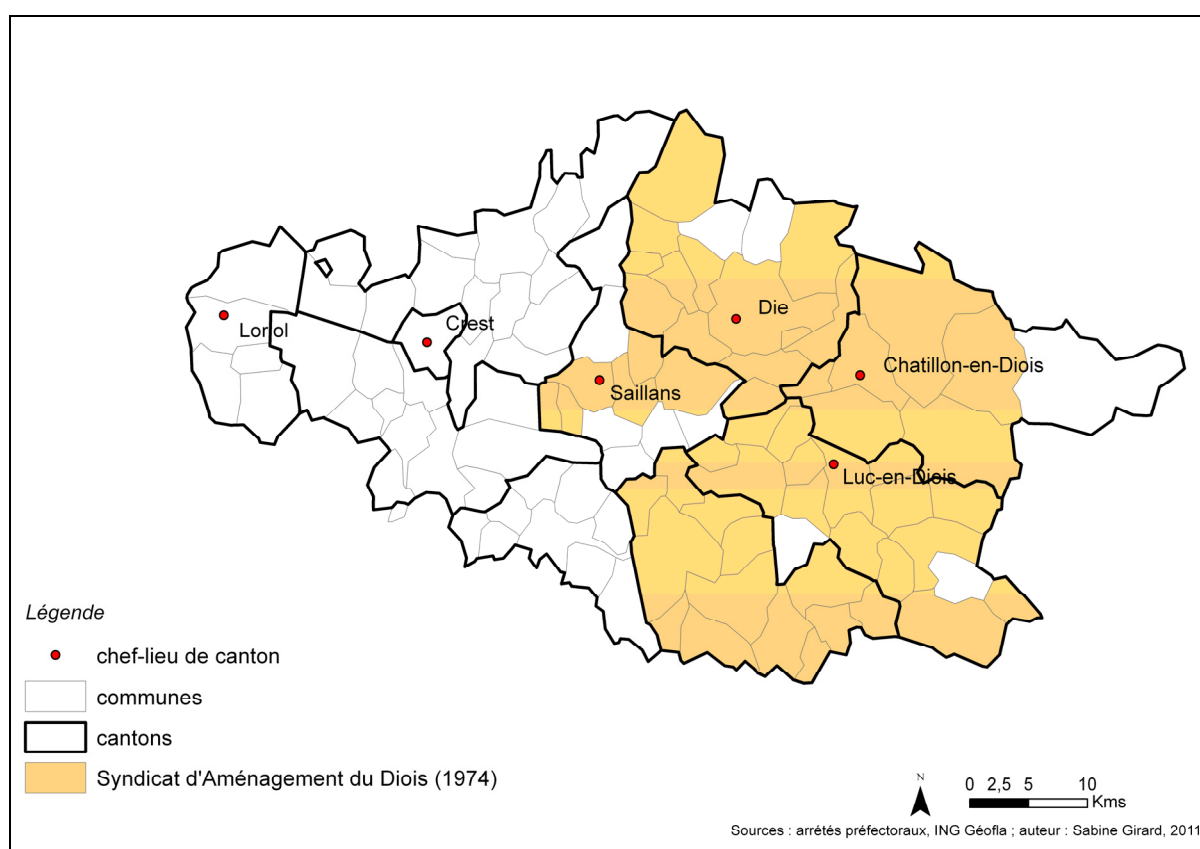 Die
Loriol
Crest
Chatillon-en-Diois
Saillans
Luc-en-Diois
Légende
chef-lieu de canton
communes
cantons
Syndicat d'Aménagement du Diois (1974)
N
0 2,5 5 10
Kms
Sources : arrêtés préfectoraux, ING Géofla ; auteur : Sabine Girard, 2011